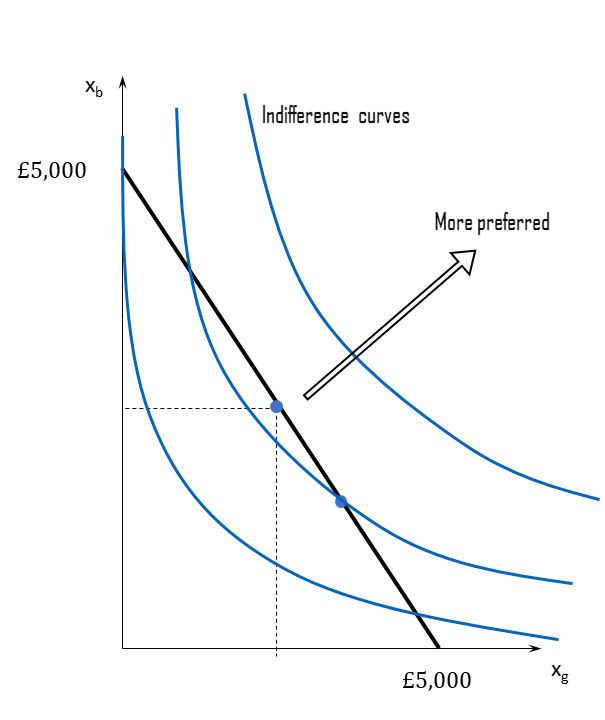 x_b
Indifference curves
£5,000
More preferred
x_g
£5,000